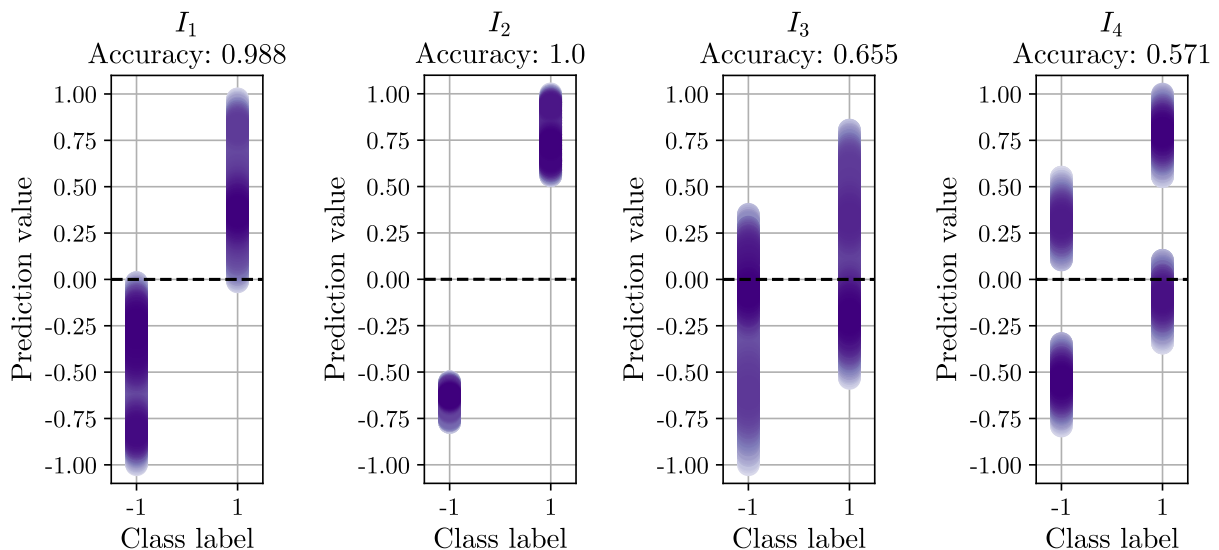 I₁
Accuracy: 0.988
1.00
0.75
0.50
0.25
0.00
-0.25
-0.50
-0.75
-1.00
Prediction value
-1 1
Class label
I₂
Accuracy: 1.0
1.00
0.75
0.50
0.25
0.00
-0.25
-0.50
-0.75
-1.00
Prediction value
-1 1
Class label
I₃
Accuracy: 0.655
1.00
0.75
0.50
0.25
0.00
-0.25
-0.50
-0.75
-1.00
Prediction value
-1 1
Class label
I₄
Accuracy: 0.571
1.00
0.75
0.50
0.25
0.00
-0.25
-0.50
-0.75
-1.00
Prediction value
-1 1
Class label